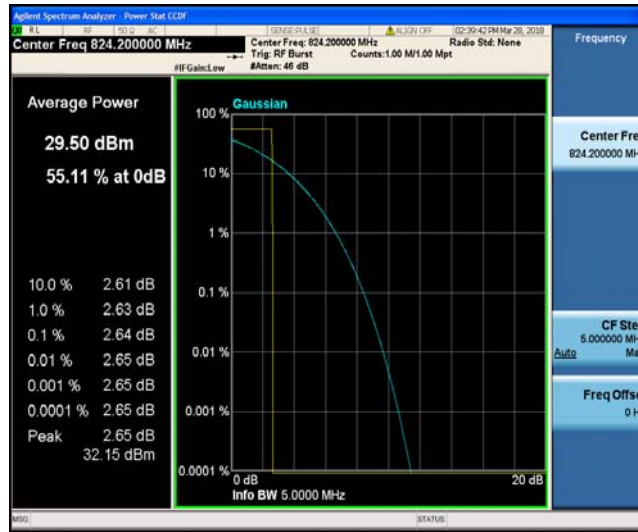 Agilent Spectrum Analyzer - Power Stat CCDF
RL RF 50 Ω AC SENSE:PULSE ALIGN OFF 02:39:42 PM Mar 28, 2018
Center Freq 824.200000 MHz
Center Freq: 824.200000 MHz Radio Std: None
Trig: RF Burst Counts:1.00 M/1.00 Mpt
#IFGain:Low #Atten: 46 dB
Frequency
Average Power
29.50 dBm
55.11 % at 0dB
10.0 % 2.61 dB
1.0 % 2.63 dB
0.1 % 2.64 dB
0.01 % 2.65 dB
0.001 % 2.65 dB
0.0001 % 2.65 dB
Peak 2.65 dB
32.15 dBm
Gaussian
100 %
10 %
1 %
0.1 %
0.01 %
0.001 %
0.0001 %
0 dB 20 dB
Info BW 5.0000 MHz
Center Fre
824.200000 MH
CF Ste
5.000000 MH
Auto Ma
Freq Offse
0 H
MSG STATUS